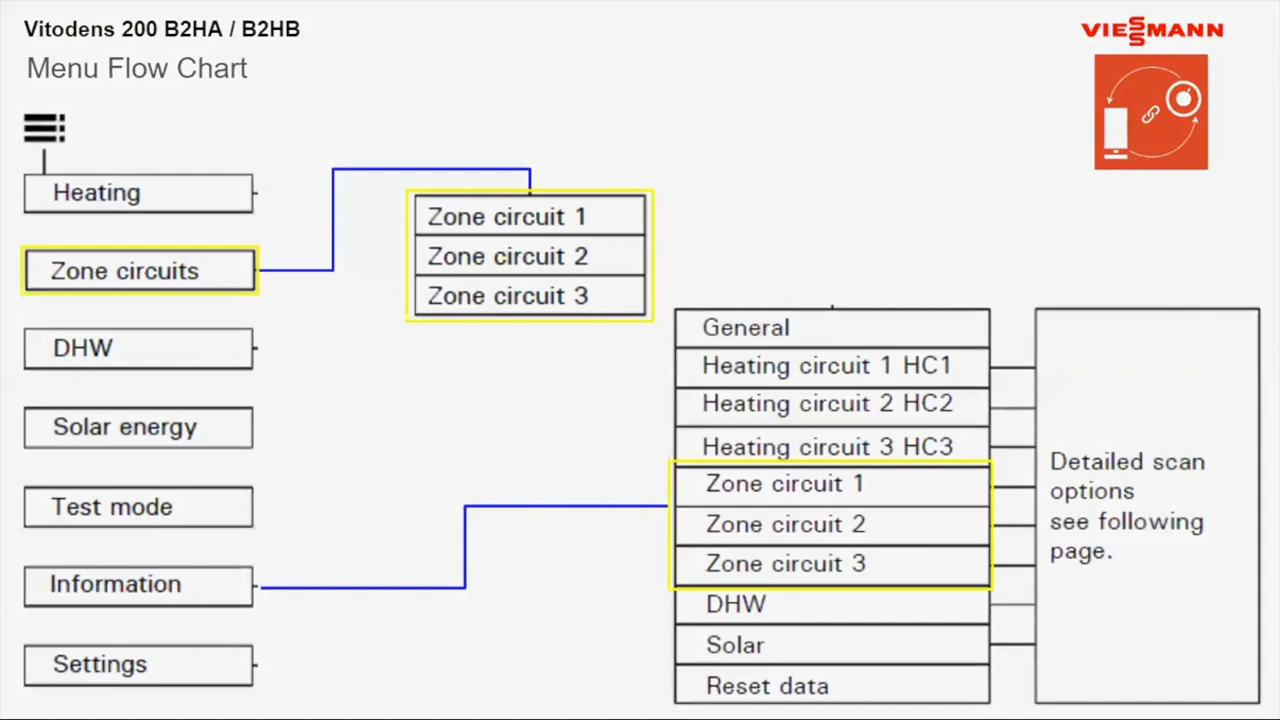 Vitodens 200 B2HA / B2HB
Menu Flow Chart
VIESSMANN
Heating
Zone circuits
DHW
Solar energy
Test mode
Information
Settings
Zone circuit 1
Zone circuit 2
Zone circuit 3
General
Heating circuit 1 HC1
Heating circuit 2 HC2
Heating circuit 3 HC3
Zone circuit 1
Zone circuit 2
Zone circuit 3
DHW
Solar
Reset data
Detailed scan
options
see following
page.